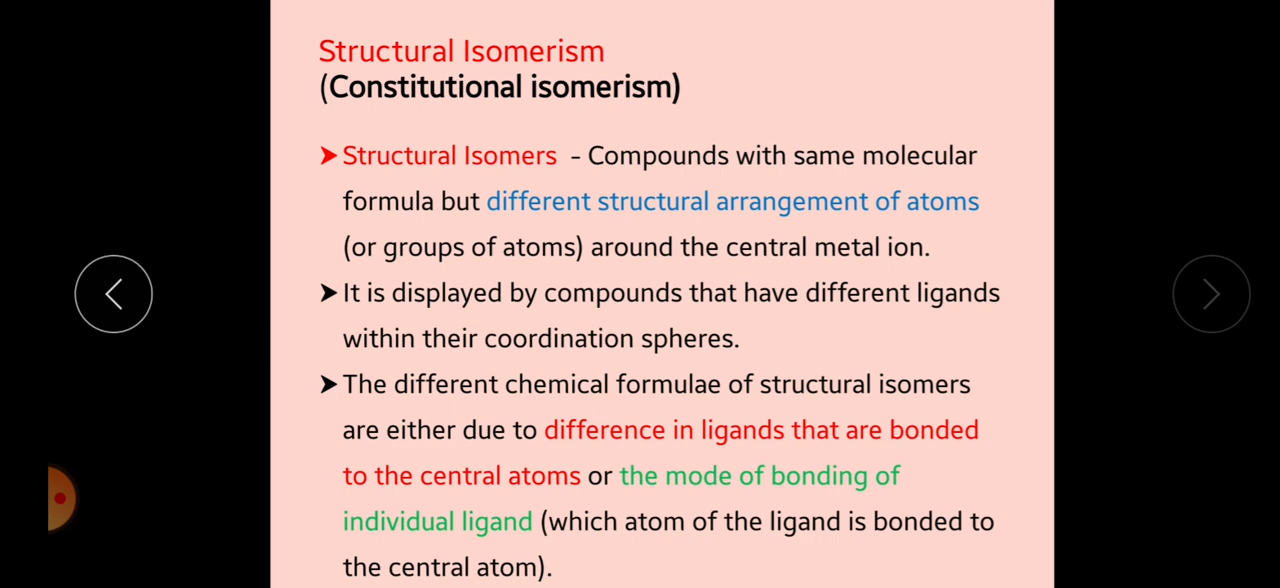 Structural Isomerism
(Constitutional isomerism)
➤Structural Isomers - Compounds with same molecular
formula but different structural arrangement of atoms
(or groups of atoms) around the central metal ion.
➤It is displayed by compounds that have different ligands
within their coordination spheres.
➤The different chemical formulae of structural isomers
are either due to difference in ligands that are bonded
to the central atoms or the mode of bonding of
individual ligand (which atom of the ligand is bonded to
the central atom).